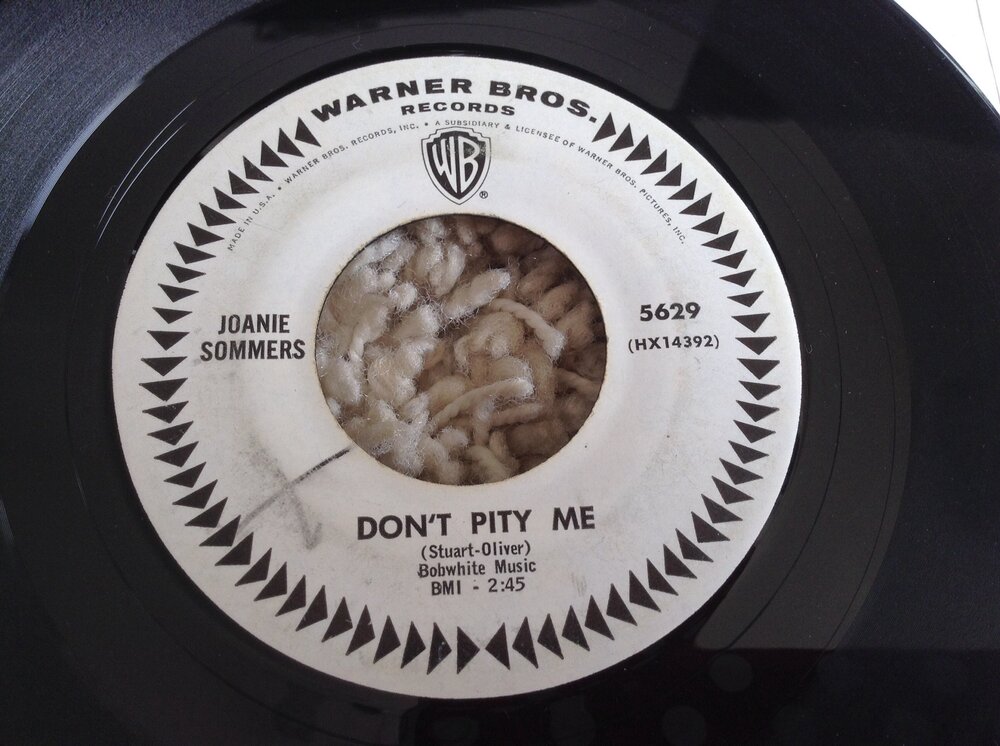 WARNER BROS.
RECORDS
MADE IN U.S.A. • WARNER BROS. RECORDS, INC. • A SUBSIDIARY & LICENSEE OF WARNER BROS. PICTURES, INC.
WB
®
JOANIE
SOMMERS
5629
(HX14392)
DON'T PITY ME
(Stuart-Oliver)
Bobwhite Music
BMI - 2:45